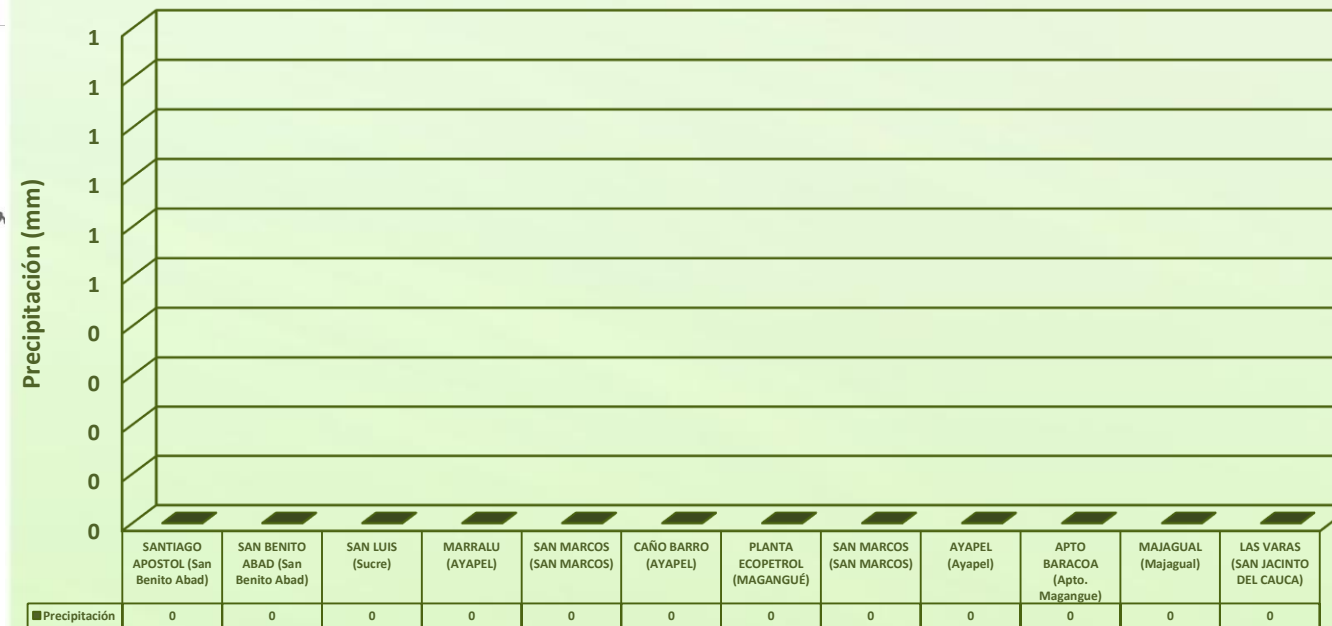 1
1
1
1
1
1
0
0
0
0
0
Precipitación (mm)
SANTIAGO
APOSTOL (San
Benito Abad)
SAN BENITO
ABAD (San
Benito Abad)
SAN LUIS
(Sucre)
MARRALU
(AYAPEL)
SAN MARCOS
(SAN MARCOS)
CAÑO BARRO
(AYAPEL)
PLANTA
ECOPETROL
(MAGANGUÉ)
SAN MARCOS
(SAN MARCOS)
AYAPEL
(Ayapel)
APTO
BARACOA
(Apto.
Magangue)
MAJAGUAL
(Majagual)
LAS VARAS
(SAN JACINTO
DEL CAUCA)
Precipitación 0 0 0 0 0 0 0 0 0 0 0 0